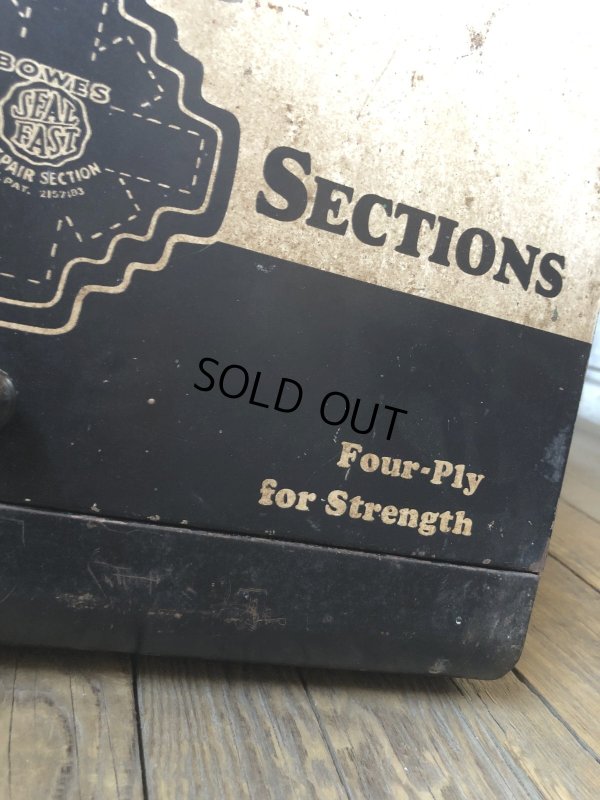 BOWES
SEAL
FAST
PAIR SECTION
PAT. 2157183
SECTIONS
SOLD OUT
Four-Ply
for Strength